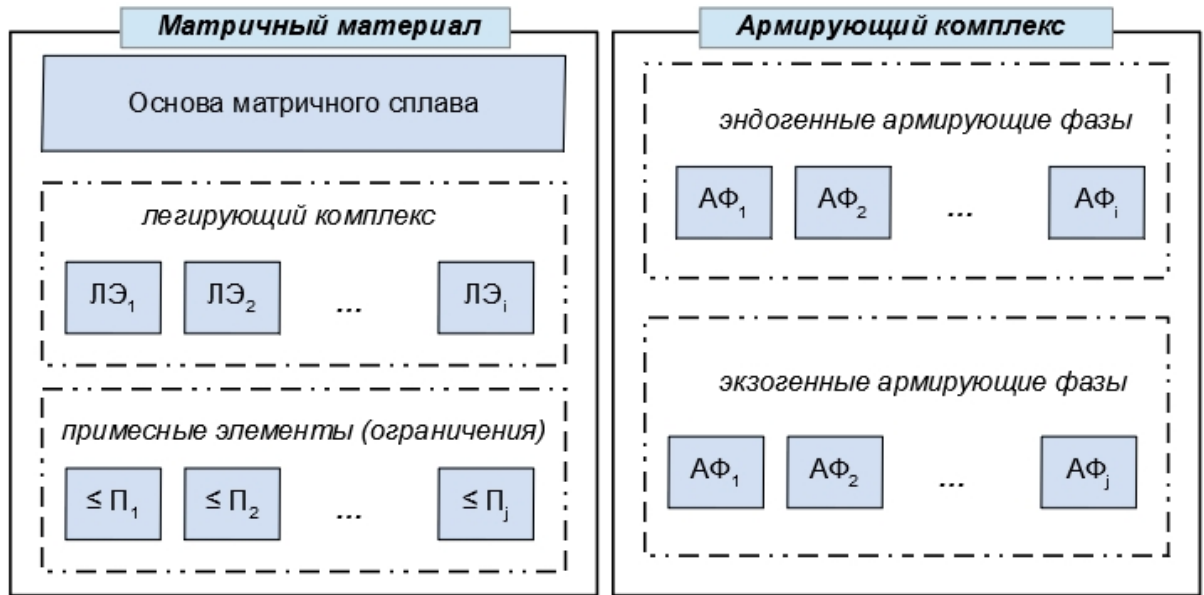 Матричный материал
Основа матричного сплава
легирующий комплекс
ЛЭ₁ ЛЭ₂ ... ЛЭᵢ
примесные элементы (ограничения)
≤ П₁ ≤ П₂ ... ≤ Пⱼ
Армирующий комплекс
эндогенные армирующие фазы
АФ₁ АФ₂ ... АФᵢ
экзогенные армирующие фазы
АФ₁ АФ₂ ... АФⱼ